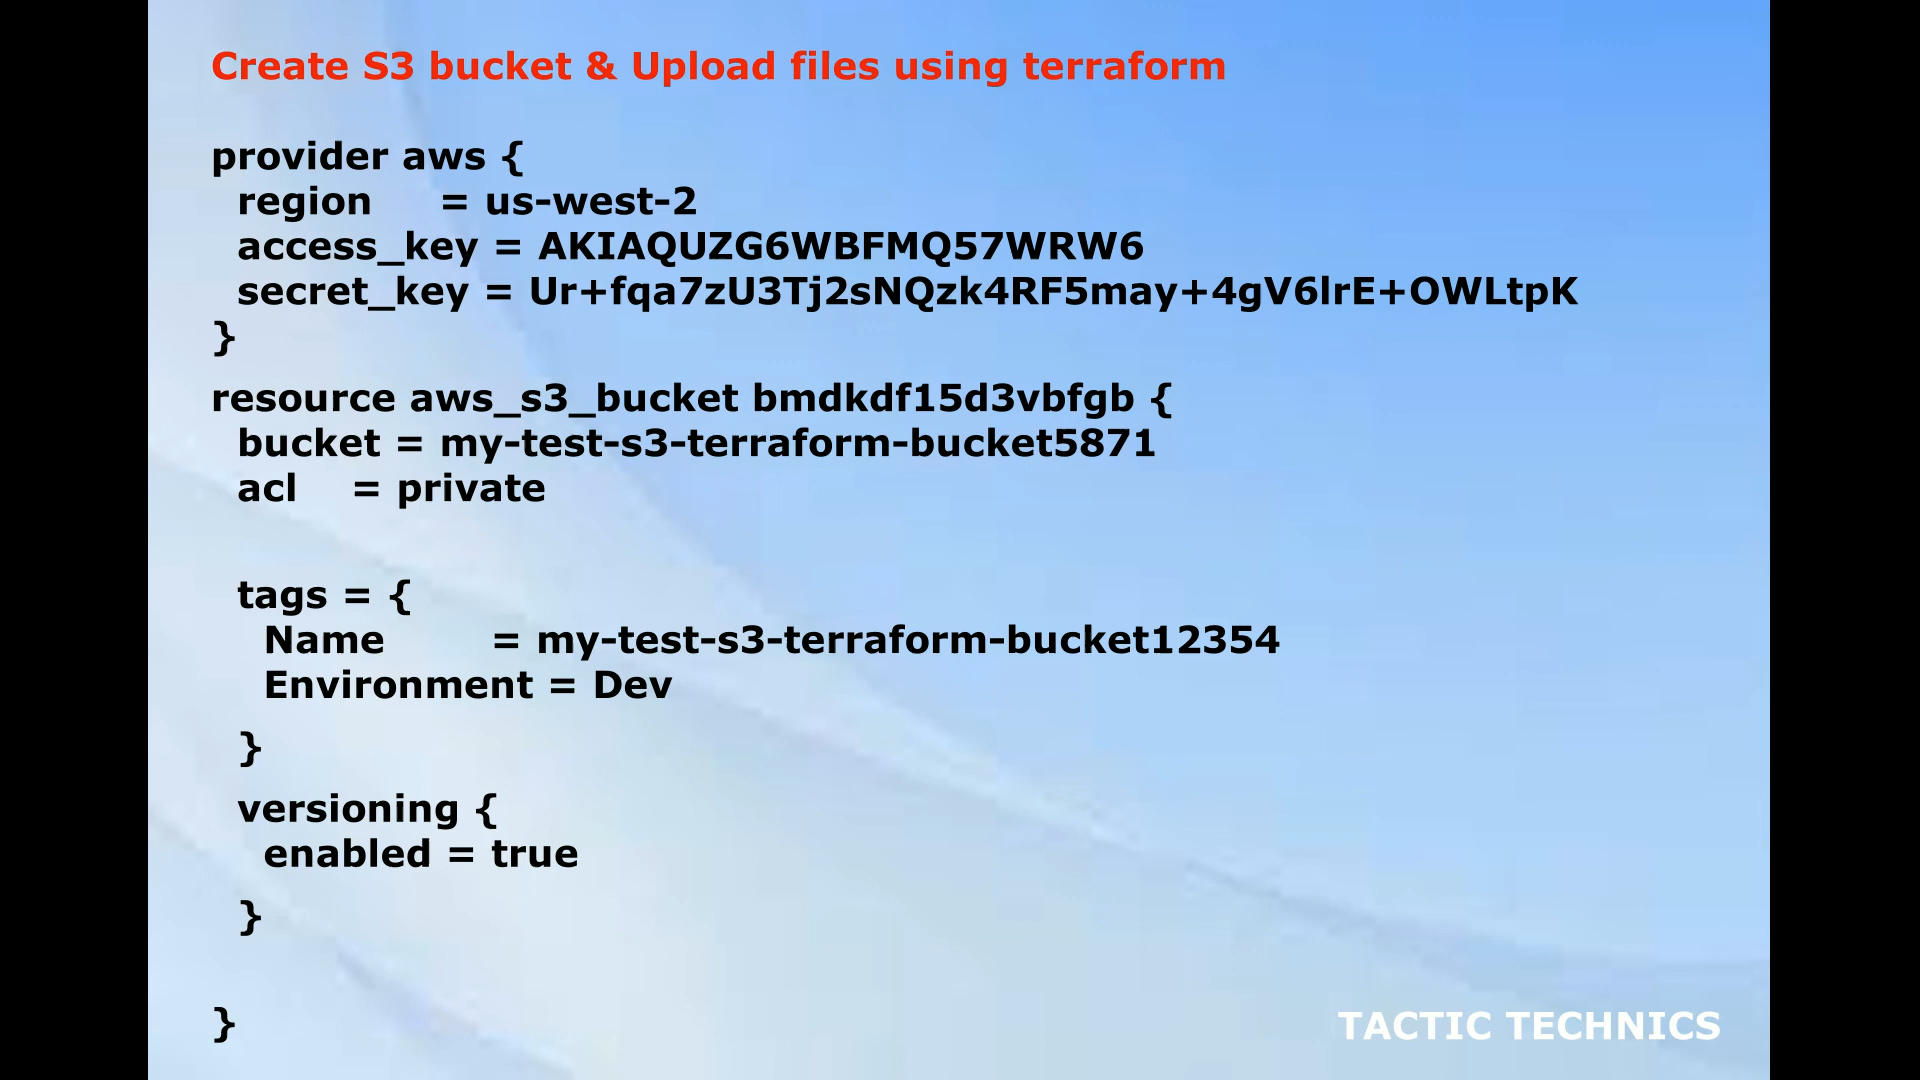 Create S3 bucket & Upload files using terraform
provider aws {
region = us-west-2
access_key = AKIAQUZG6WBFMQ57WRW6
secret_key = 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
}
resource aws_s3_bucket bmdkdf15d3vbfgb {
bucket = my-test-s3-terraform-bucket5871
acl = private
tags = {
Name = my-test-s3-terraform-bucket12354
Environment = Dev
}
versioning {
enabled = true
}
}
TACTIC TECHNICS